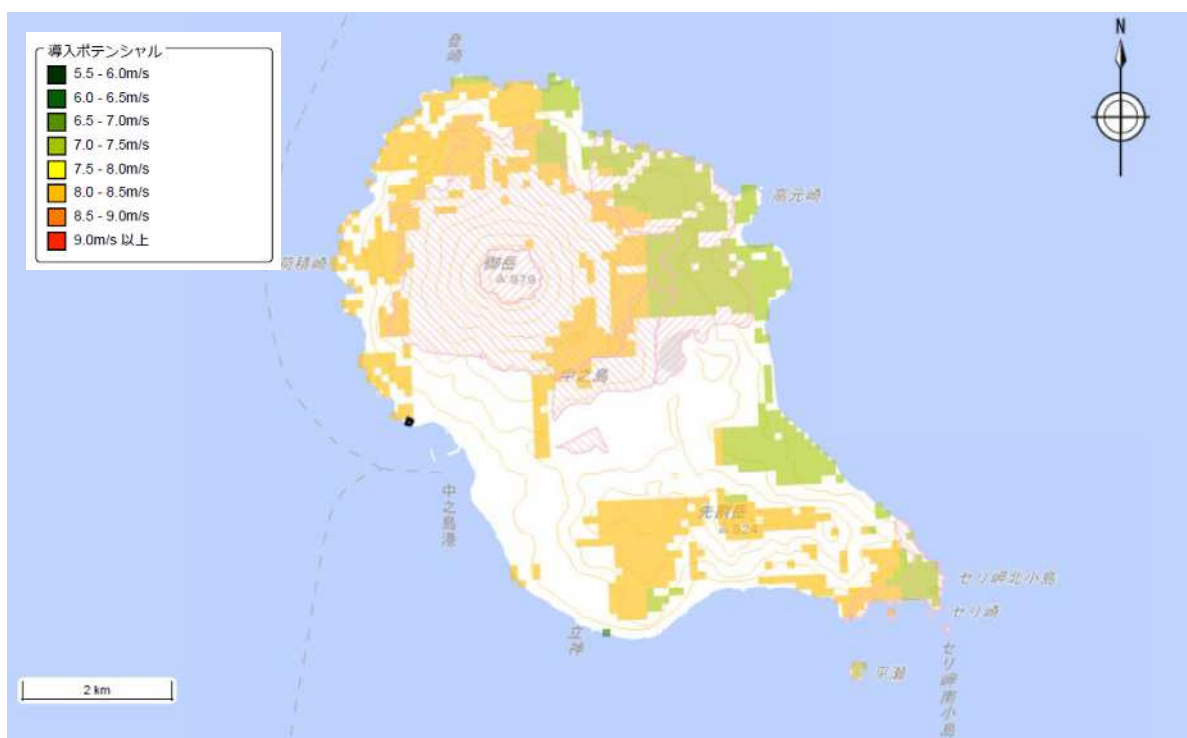 導入ポテンシャル
5.5 - 6.0m/s
6.0 - 6.5m/s
6.5 - 7.0m/s
7.0 - 7.5m/s
7.5 - 8.0m/s
8.0 - 8.5m/s
8.5 - 9.0m/s
9.0m/s 以上
N
高元崎
荷積崎
御岳
979
中之島
中之島港
先割岳
524
セリ岬北小島
セリ崎
立神
平瀬
セリ岬南小島
2 km